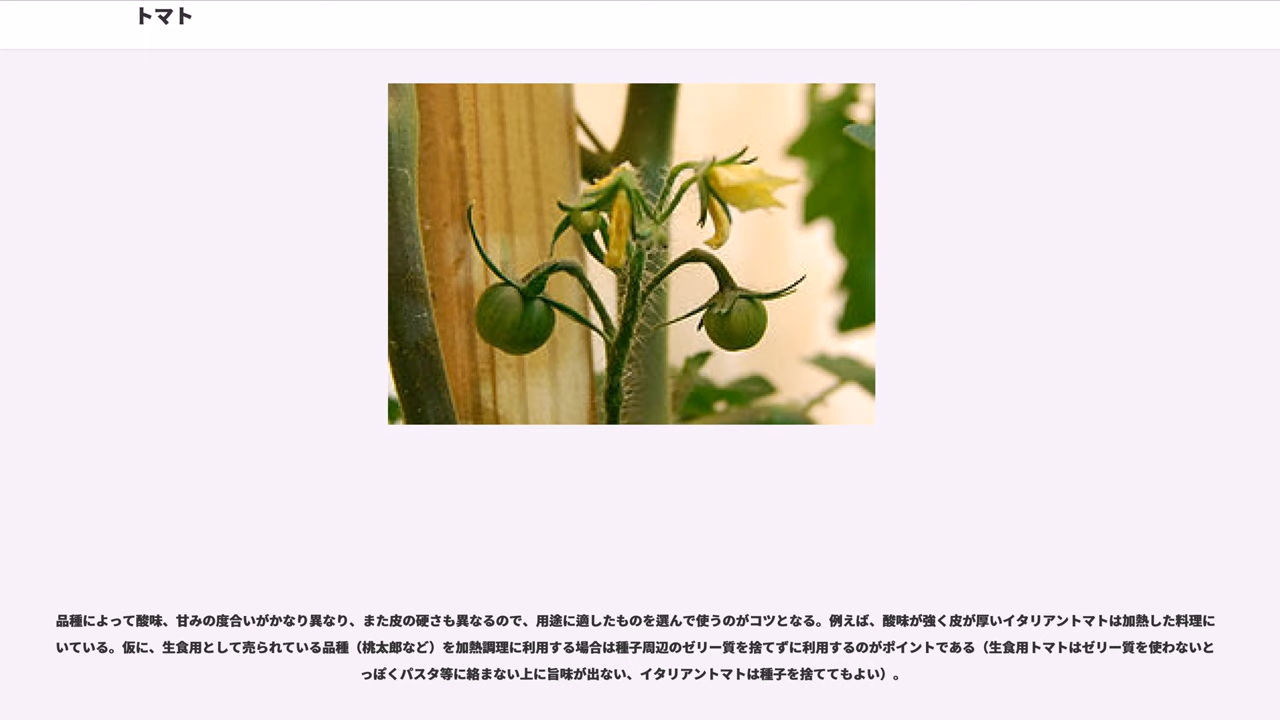 トマト
品種によって酸味、甘みの度合いがかなり異なり、また皮の硬さも異なるので、用途に適したものを選んで使うのがコツとなる。例えば、酸味が強く皮が厚いイタリアントマトは加熱した料理に
いている。仮に、生食用として売られている品種（桃太郎など）を加熱調理に利用する場合は種子周辺のゼリー質を捨てずに利用するのがポイントである（生食用トマトはゼリー質を使わないと
っぽくパスタ等に絡まない上に旨味が出ない、イタリアントマトは種子を捨ててもよい）。